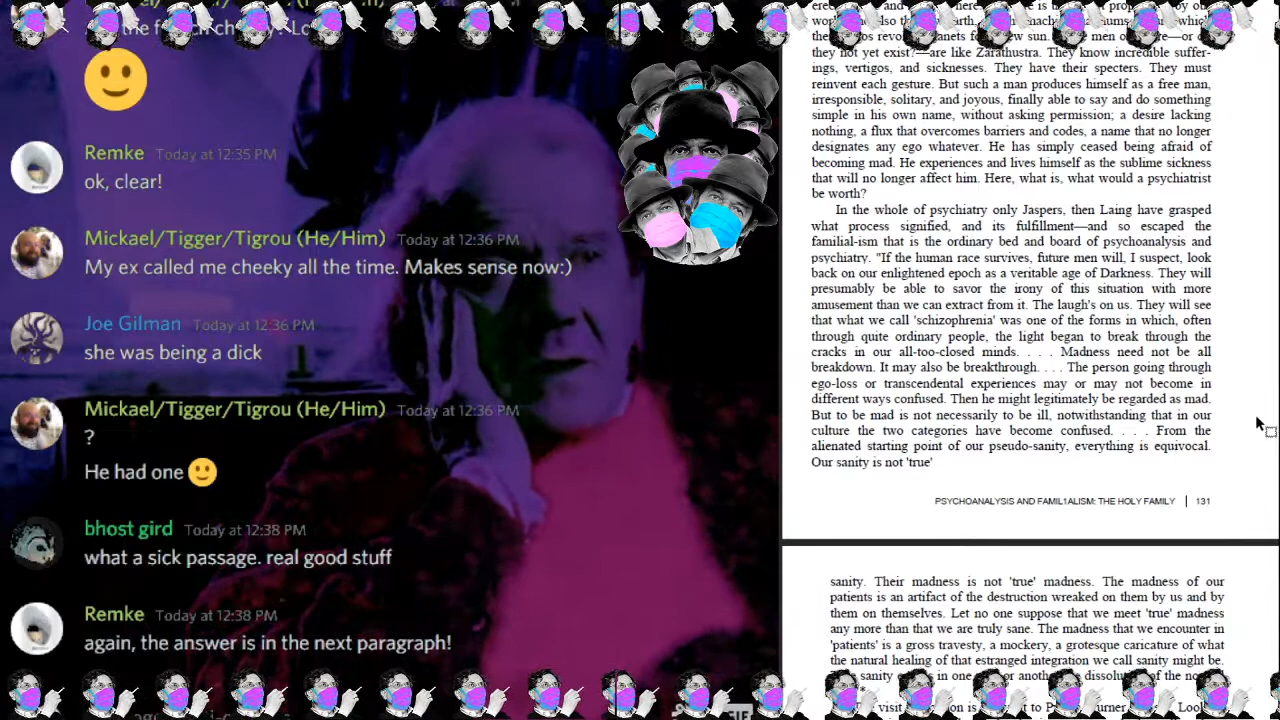 Remke Today at 12:35 PM
ok, clear!
Mickael/Tigger/Tigrou (He/Him) Today at 12:36 PM
My ex called me cheeky all the time. Makes sense now:)
Joe Gilman Today at 12:36 PM
she was being a dick
Mickael/Tigger/Tigrou (He/Him) Today at 12:36 PM
?
He had one
bhost gird Today at 12:38 PM
what a sick passage. real good stuff
Remke Today at 12:38 PM
again, the answer is in the next paragraph!
they not yet exist?—are like Zarathustra. They know incredible suffer-
ings, vertigos, and sicknesses. They have their specters. They must
reinvent each gesture. But such a man produces himself as a free man,
irresponsible, solitary, and joyous, finally able to say and do something
simple in his own name, without asking permission; a desire lacking
nothing, a flux that overcomes barriers and codes, a name that no longer
designates any ego whatever. He has simply ceased being afraid of
becoming mad. He experiences and lives himself as the sublime sickness
that will no longer affect him. Here, what is, what would a psychiatrist
be worth?
In the whole of psychiatry only Jaspers, then Laing have grasped
what process signified, and its fulfillment—and so escaped the
familial-ism that is the ordinary bed and board of psychoanalysis and
psychiatry. "If the human race survives, future men will, I suspect, look
back on our enlightened epoch as a veritable age of Darkness. They will
presumably be able to savor the irony of this situation with more
amusement than we can extract from it. The laugh's on us. They will see
that what we call 'schizophrenia' was one of the forms in which, often
through quite ordinary people, the light began to break through the
cracks in our all-too-closed minds. . . . Madness need not be all
breakdown. It may also be breakthrough. . . . The person going through
ego-loss or transcendental experiences may or may not become in
different ways confused. Then he might legitimately be regarded as mad.
But to be mad is not necessarily to be ill, notwithstanding that in our
culture the two categories have become confused. . . . From the
alienated starting point of our pseudo-sanity, everything is equivocal.
Our sanity is not 'true'
PSYCHOANALYSIS AND FAMIL1ALISM: THE HOLY FAMILY | 131
sanity. Their madness is not 'true' madness. The madness of our
patients is an artifact of the destruction wreaked on them by us and by
them on themselves. Let no one suppose that we meet 'true' madness
any more than that we are truly sane. The madness that we encounter in
'patients' is a gross travesty, a mockery, a grotesque caricature of what
the natural healing of that estranged integration we call sanity might be.
sanity in one